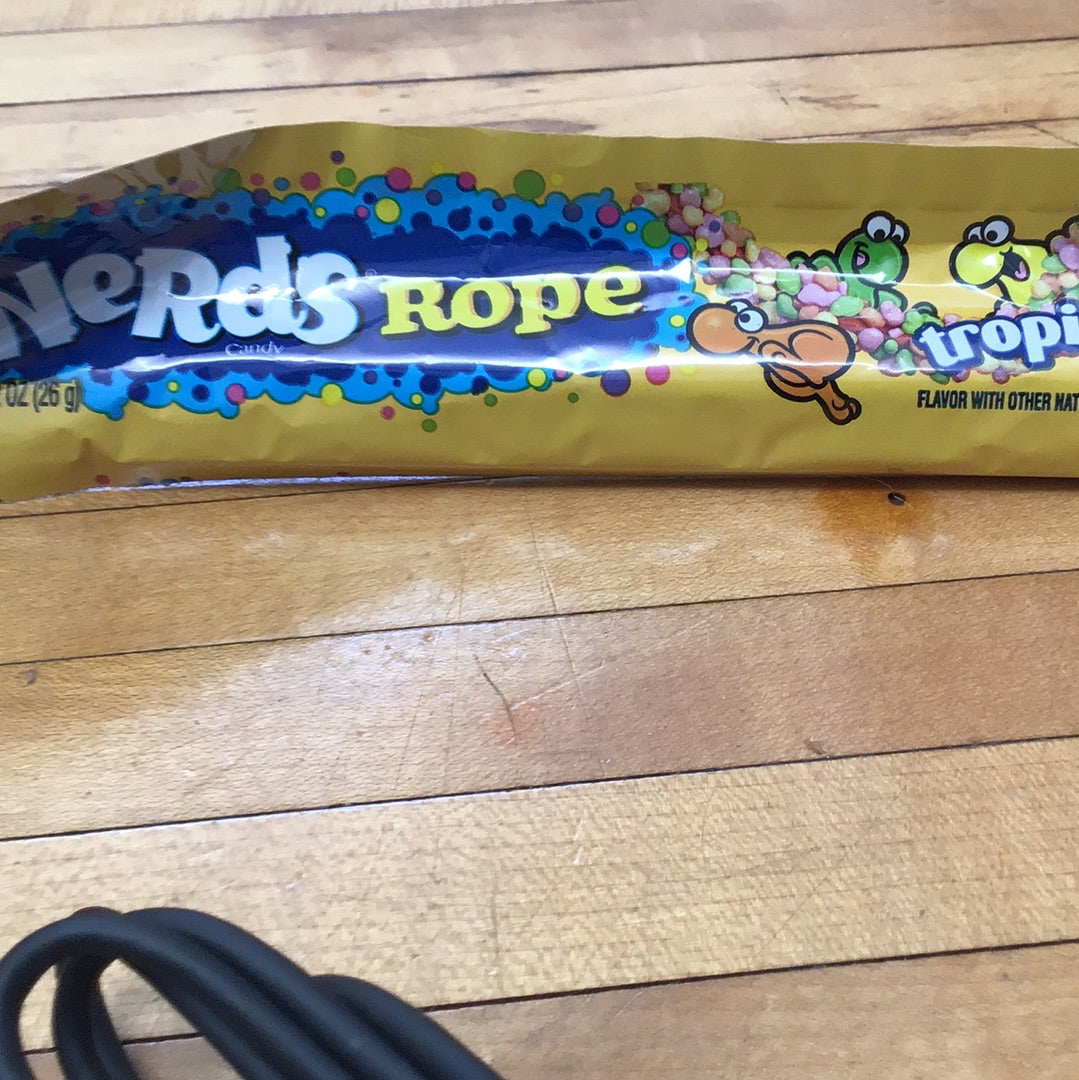 NeRds ROPe
Candy
OZ (26 g)
tropi
FLAVOR WITH OTHER NAT